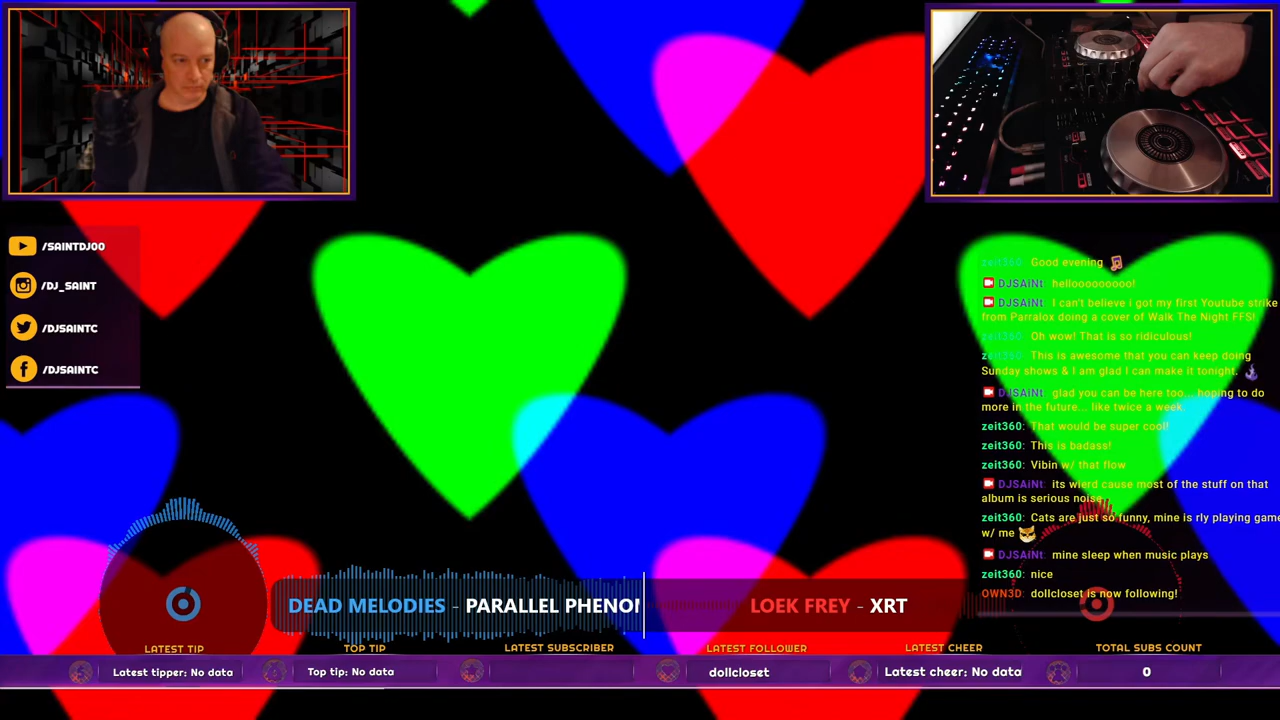 /SAINTDJ00
/DJ_SAINT
/DJSAINTC
/DJSAINTC
zeit360: Good evening
DJSAiNt: hellooooooooo!
DJSAiNt: I can't believe i got my first Youtube strike
from Parralox doing a cover of Walk The Night FFS!
zeit360: Oh wow! That is so ridiculous!
zeit360: This is awesome that you can keep doing
Sunday shows & I am glad I can make it tonight.
DJSAiNt: glad you can be here too... hoping to do
more in the future... like twice a week.
zeit360: That would be super cool!
zeit360: This is badass!
zeit360: Vibin w/ that flow
DJSAiNt: its wierd cause most of the stuff on that
album is serious noise
zeit360: Cats are just so funny, mine is rly playing game
w/ me
DJSAiNt: mine sleep when music plays
zeit360: nice
OWN3D: dollcloset is now following!
DEAD MELODIES - PARALLEL PHENO
LOEK FREY - XRT
LATEST TIP
TOP TIP
LATEST SUBSCRIBER
LATEST FOLLOWER
LATEST CHEER
TOTAL SUBS COUNT
Latest tipper: No data
Top tip: No data
dollcloset
Latest cheer: No data
0